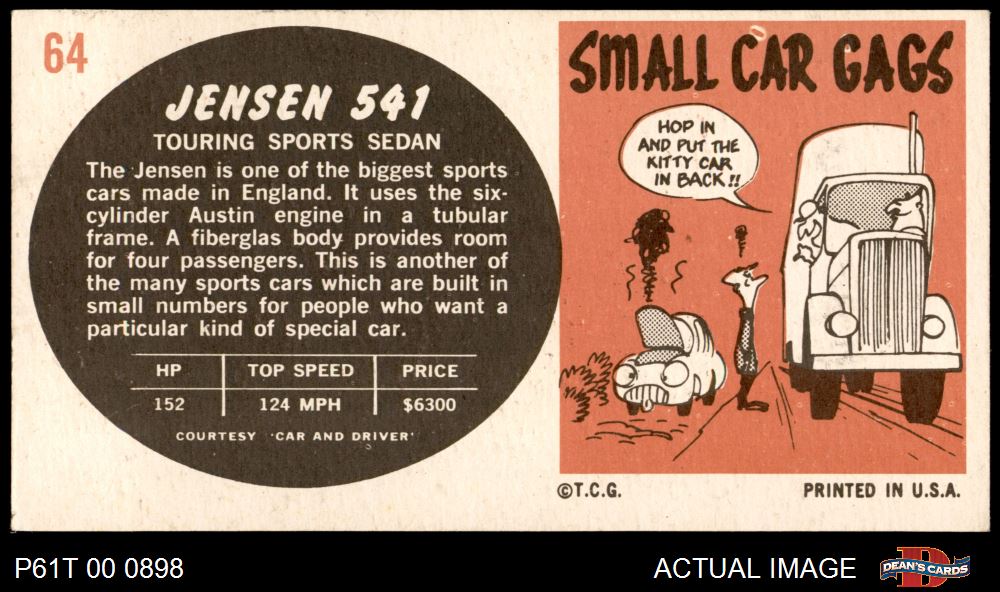 64
JENSEN 541
TOURING SPORTS SEDAN
The Jensen is one of the biggest sports
cars made in England. It uses the six-
cylinder Austin engine in a tubular
frame. A fiberglas body provides room
for four passengers. This is another of
the many sports cars which are built in
small numbers for people who want a
particular kind of special car.
HP TOP SPEED PRICE
152 124 MPH $6300
COURTESY 'CAR AND DRIVER'
SMALL CAR GAGS
HOP IN
AND PUT THE
KITTY CAR
IN BACK!!
©T.C.G. PRINTED IN U.S.A.
P61T 00 0898 ACTUAL IMAGE D DEAN'S CARDS